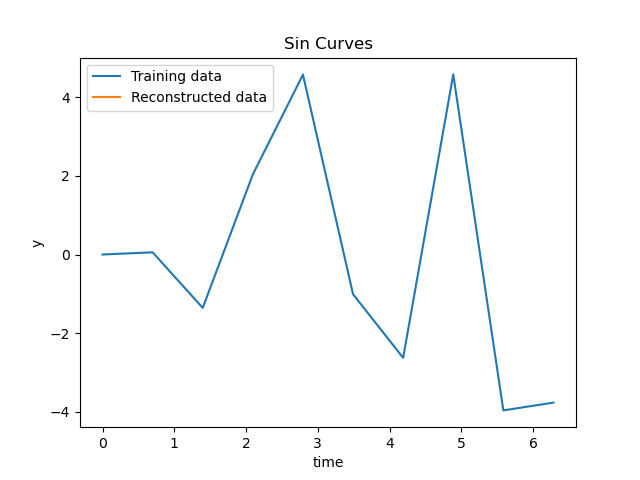 Sin Curves
Training data
Reconstructed data
4
2
0
−2
−4
y
0 1 2 3 4 5 6
time